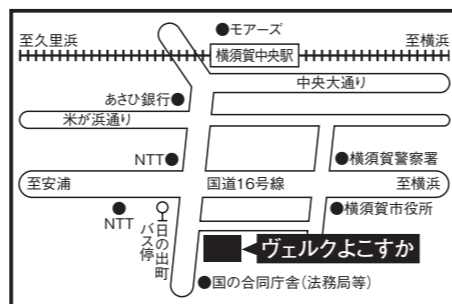 ●モアーズ
至久里浜
横須賀中央駅
至横浜
中央大通り
あさひ銀行●
米が浜通り
NTT●
●横須賀警察署
至安浦
国道16号線
至横浜
●NTT
日の出町バス停
●横須賀市役所
◀ヴェルクよこすか
●国の合同庁舎(法務局等)